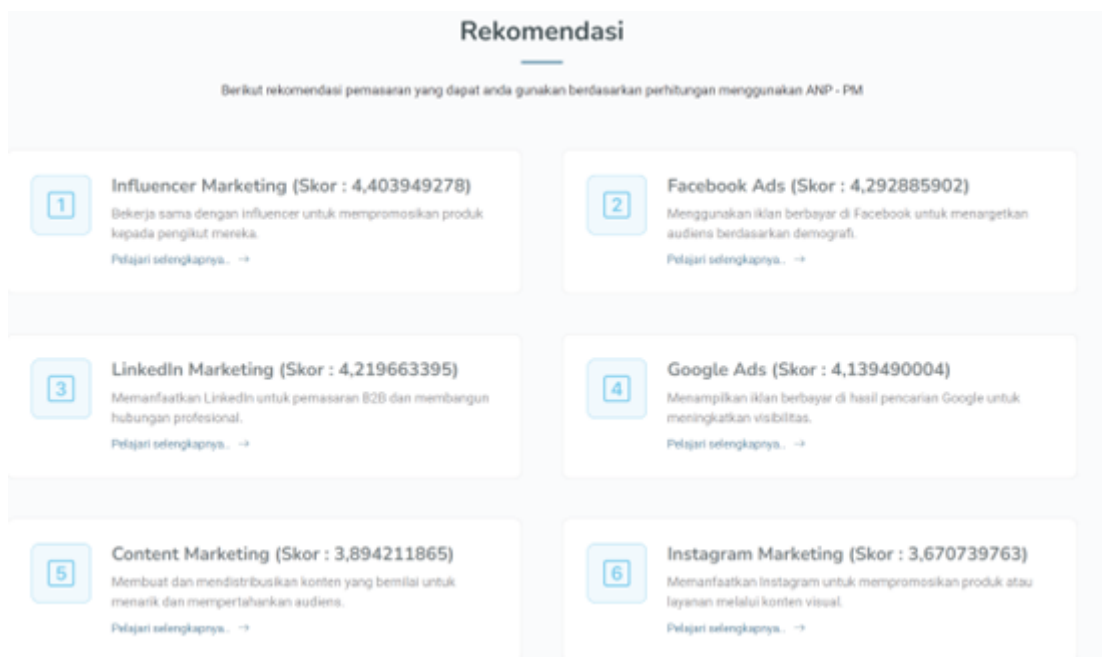 Rekomendasi
Berikut rekomendasi pemasaran yang dapat anda gunakan berdasarkan perhitungan menggunakan ANP - PM
1
Influencer Marketing (Skor : 4,403949278)
Bekerja sama dengan influencer untuk mempromosikan produk
kepada pengikut mereka.
Pelajari selengkapnya.. →
2
Facebook Ads (Skor : 4,292885902)
Menggunakan iklan berbayar di Facebook untuk menargetkan
audiens berdasarkan demografi.
Pelajari selengkapnya.. →
3
LinkedIn Marketing (Skor : 4,219663395)
Memanfaatkan LinkedIn untuk pemasaran B2B dan membangun
hubungan profesional.
Pelajari selengkapnya.. →
4
Google Ads (Skor : 4,139490004)
Menampilkan iklan berbayar di hasil pencarian Google untuk
meningkatkan visibilitas.
Pelajari selengkapnya.. →
5
Content Marketing (Skor : 3,894211865)
Membuat dan mendistribusikan konten yang bernilai untuk
menarik dan mempertahankan audiens.
Pelajari selengkapnya.. →
6
Instagram Marketing (Skor : 3,670739763)
Memanfaatkan Instagram untuk mempromosikan produk atau
layanan melalui konten visual.
Pelajari selengkapnya.. →